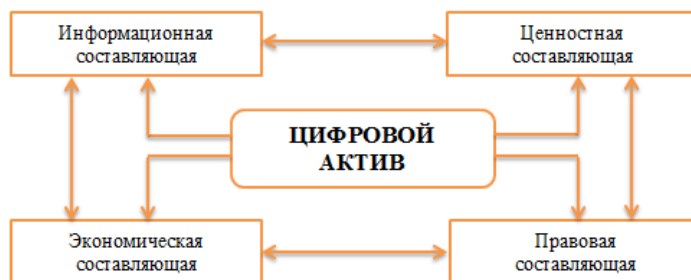 Информационная
составляющая
Ценностная
составляющая
ЦИФРОВОЙ
АКТИВ
Экономическая
составляющая
Правовая
составляющая